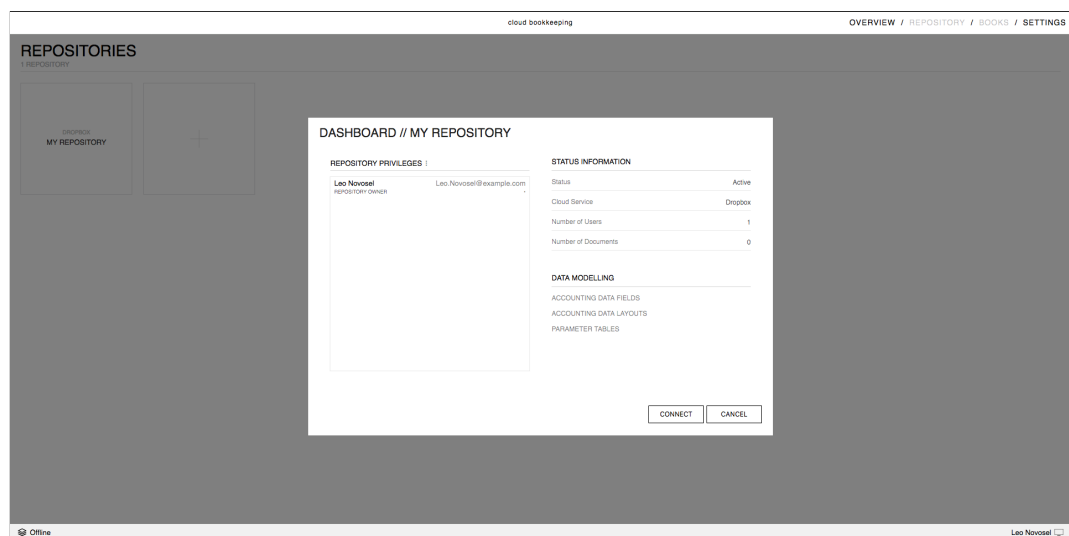 cloud bookkeeping
OVERVIEW / REPOSITORY / BOOKS / SETTINGS
REPOSITORIES
1 REPOSITORY
DROPBOX
MY REPOSITORY
DASHBOARD // MY REPOSITORY
REPOSITORY PRIVILEGES
Leo Novosel Leo.Novosel@example.com
REPOSITORY OWNER -
STATUS INFORMATION
Status Active
Cloud Service Dropbox
Number of Users 1
Number of Documents 0
DATA MODELLING
ACCOUNTING DATA FIELDS
ACCOUNTING DATA LAYOUTS
PARAMETER TABLES
CONNECT CANCEL
Offline Leo Novosel